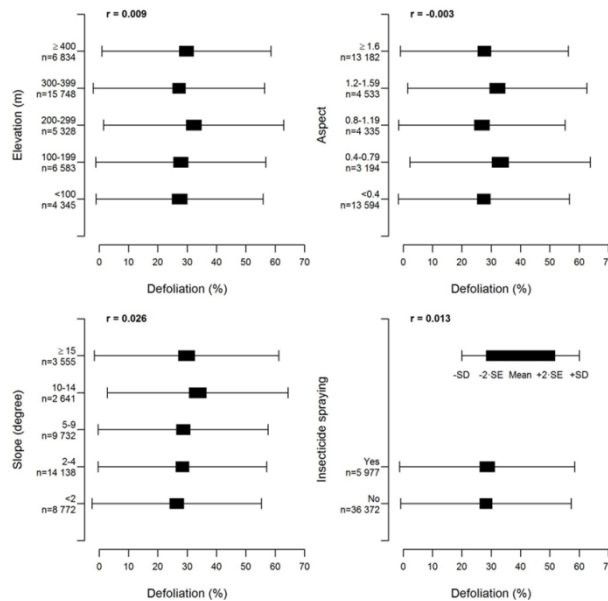 r = 0.009
Elevation (m)
≥ 400
n=6 834
300-399
n=15 748
200-299
n=5 328
100-199
n=6 583
<100
n=4 345
0 10 20 30 40 50 60 70
Defoliation (%)
r = -0.003
Aspect
≥ 1.6
n=13 182
1.2-1.59
n=4 533
0.8-1.19
n=4 335
0.4-0.79
n=3 194
<0.4
n=13 594
0 10 20 30 40 50 60 70
Defoliation (%)
r = 0.026
Slope (degree)
≥ 15
n=3 555
10-14
n=2 641
5-9
n=9 732
2-4
n=14 138
<2
n=8 772
0 10 20 30 40 50 60 70
Defoliation (%)
r = 0.013
Insecticide spraying
-SD -2·SE Mean +2·SE +SD
Yes
n=5 977
No
n=36 372
0 10 20 30 40 50 60 70
Defoliation (%)